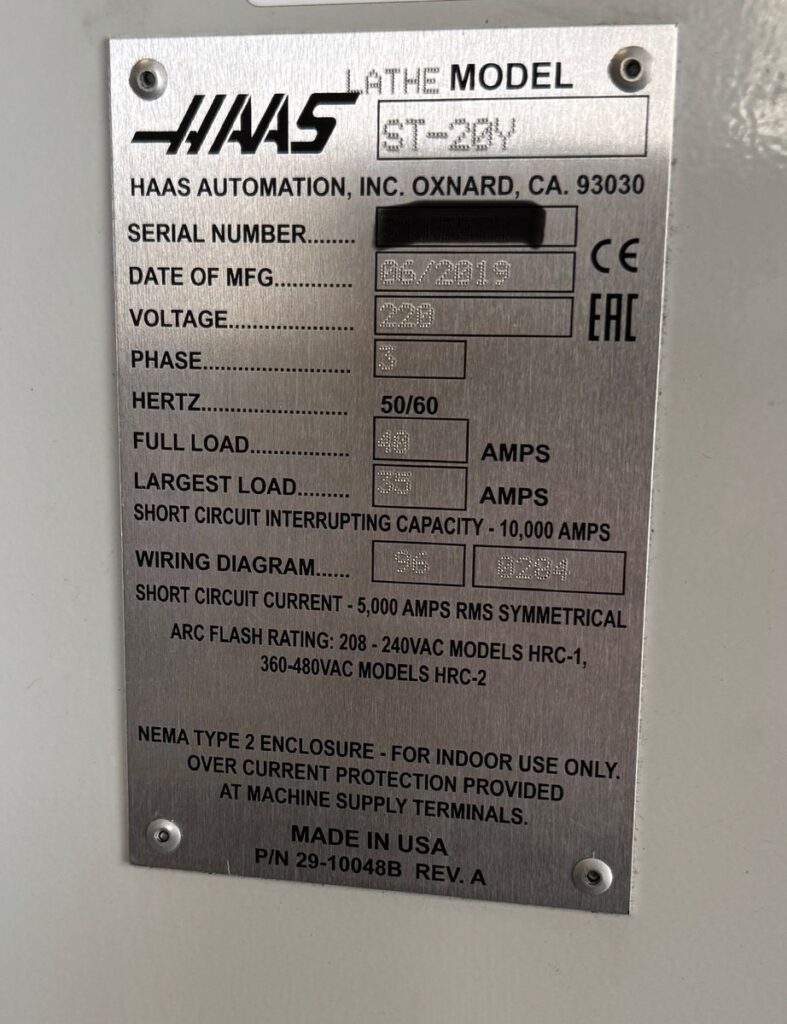 LATHE MODEL
HAAS ST-20Y
HAAS AUTOMATION, INC. OXNARD, CA. 93030
SERIAL NUMBER........
DATE OF MFG............. 06/2019 CE
VOLTAGE..................... 220 EAC
PHASE......................... 3
HERTZ......................... 50/60
FULL LOAD................. 40 AMPS
LARGEST LOAD......... 35 AMPS
SHORT CIRCUIT INTERRUPTING CAPACITY - 10,000 AMPS
WIRING DIAGRAM...... 96 0284
SHORT CIRCUIT CURRENT - 5,000 AMPS RMS SYMMETRICAL
ARC FLASH RATING: 208 - 240VAC MODELS HRC-1,
360-480VAC MODELS HRC-2
NEMA TYPE 2 ENCLOSURE - FOR INDOOR USE ONLY.
OVER CURRENT PROTECTION PROVIDED
AT MACHINE SUPPLY TERMINALS.
MADE IN USA
P/N 29-10048B REV. A